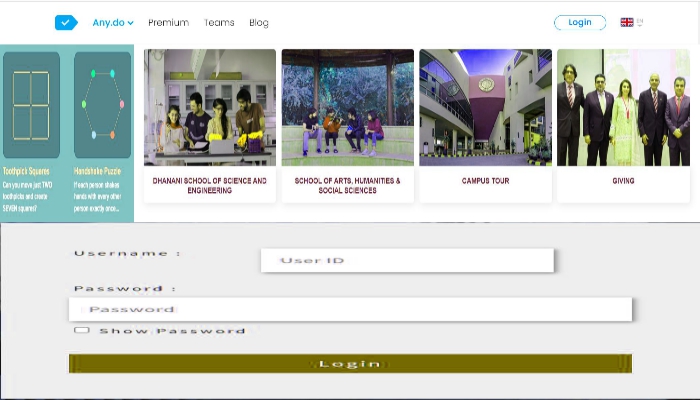 Any.do Premium Teams Blog Login EN
Toothpick Squares
Can you move just TWO
toothpicks and create
SEVEN squares?
Handshake Puzzle
If each person shakes
hands with every other
person exactly once...
DHANANI SCHOOL OF SCIENCE AND
ENGINEERING
SCHOOL OF ARTS, HUMANITIES &
SOCIAL SCIENCES
CAMPUS TOUR
GIVING
Username :
User ID
Password :
Password
Show Password
Login